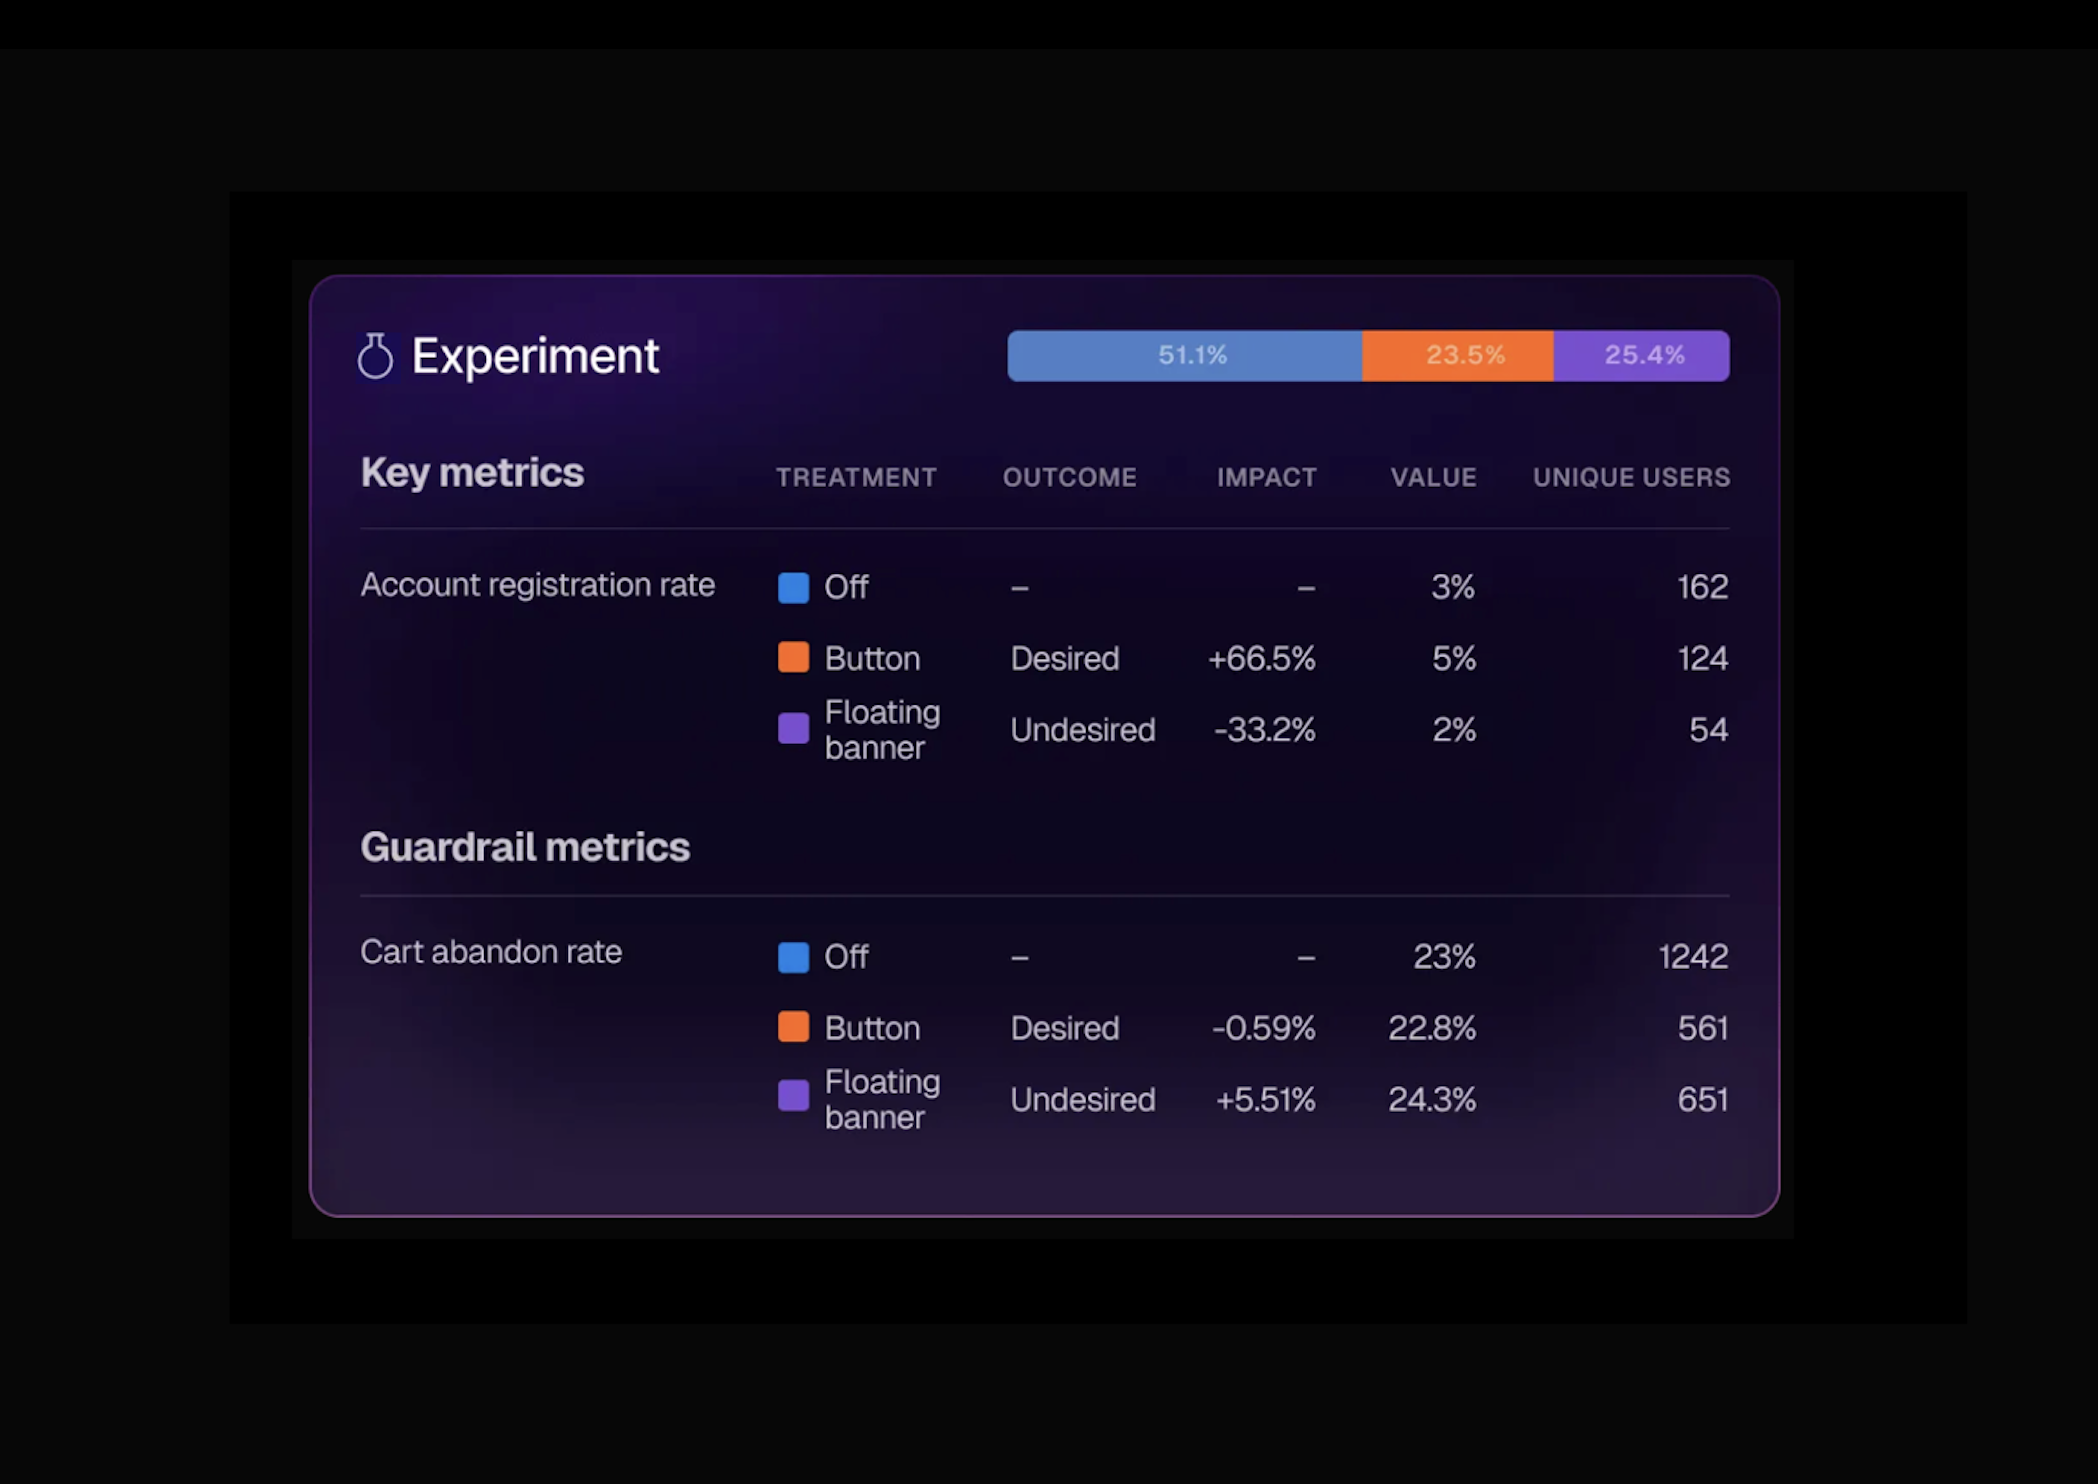 Experiment 51.1% 23.5% 25.4%
Key metrics TREATMENT OUTCOME IMPACT VALUE UNIQUE USERS
Account registration rate Off – – 3% 162
Button Desired +66.5% 5% 124
Floating
banner Undesired -33.2% 2% 54
Guardrail metrics
Cart abandon rate Off – – 23% 1242
Button Desired -0.59% 22.8% 561
Floating
banner Undesired +5.51% 24.3% 651